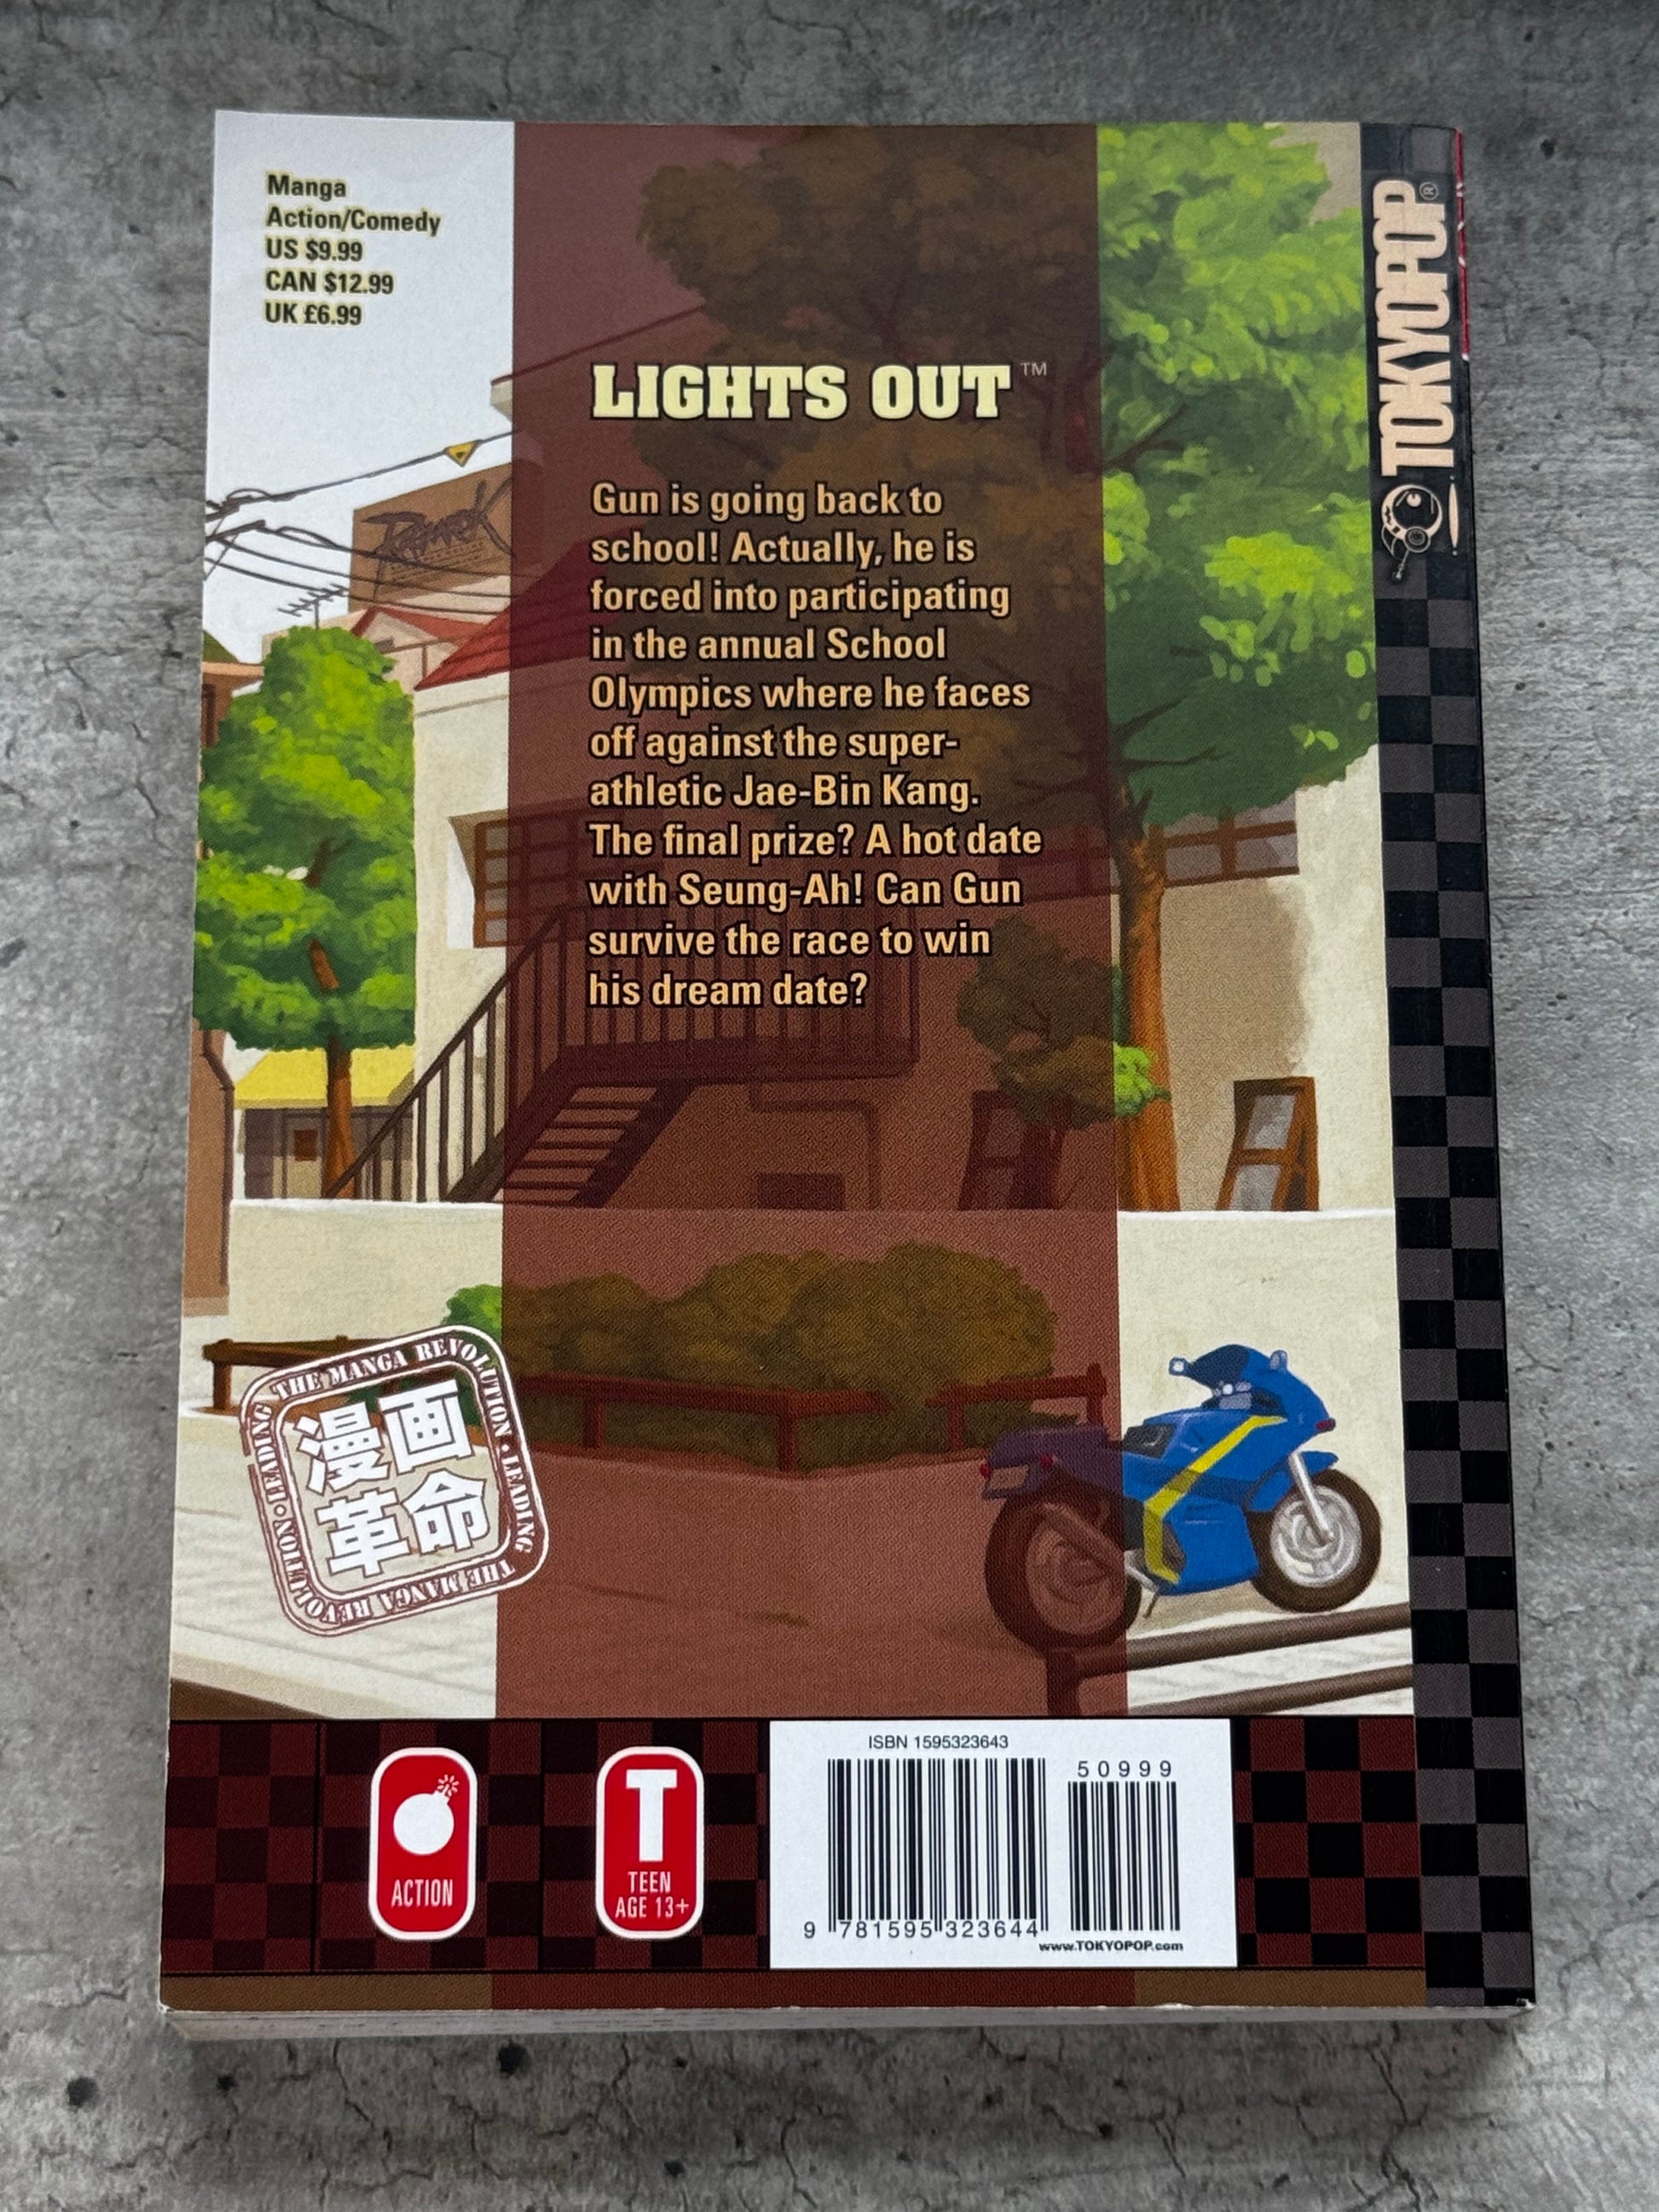 Manga
Action/Comedy
US $9.99
CAN $12.99
UK £6.99
TOKYOPOP®
LIGHTS OUT™
Gun is going back to
school! Actually, he is
forced into participating
in the annual School
Olympics where he faces
off against the super-
athletic Jae-Bin Kang.
The final prize? A hot date
with Seung-Ah! Can Gun
survive the race to win
his dream date?
LEADING THE MANGA REVOLUTION • LEADING THE MANGA REVOLUTION •
漫画
革命
ACTION
T
TEEN
AGE 13+
ISBN 1595323643
50999
9 781595 323644
www.TOKYOPOP.com